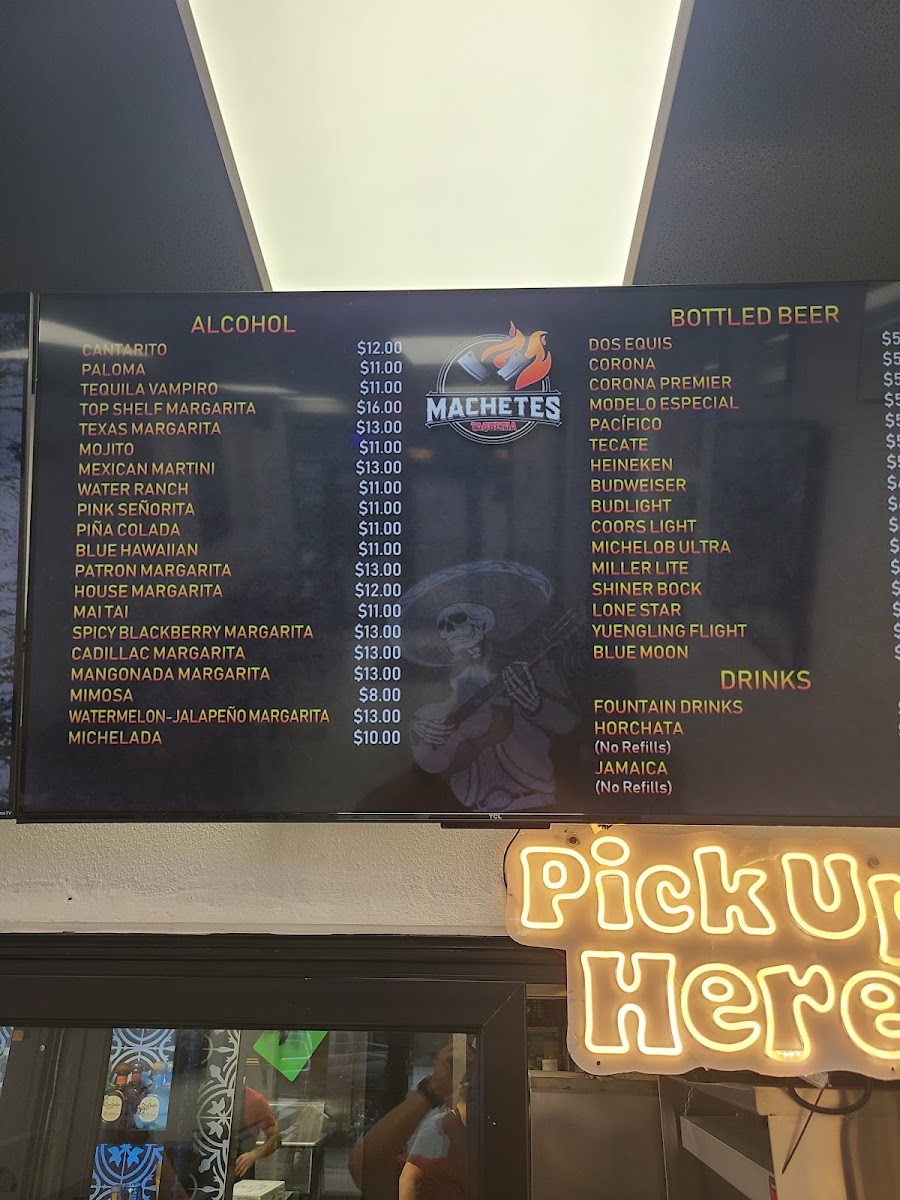 ALCOHOL
CANTARITO $12.00
PALOMA $11.00
TEQUILA VAMPIRO $11.00
TOP SHELF MARGARITA $16.00
TEXAS MARGARITA $13.00
MOJITO $11.00
MEXICAN MARTINI $13.00
WATER RANCH $11.00
PINK SEÑORITA $11.00
PIÑA COLADA $11.00
BLUE HAWAIIAN $11.00
PATRON MARGARITA $13.00
HOUSE MARGARITA $12.00
MAI TAI $11.00
SPICY BLACKBERRY MARGARITA $13.00
CADILLAC MARGARITA $13.00
MANGONADA MARGARITA $13.00
MIMOSA $8.00
WATERMELON-JALAPEÑO MARGARITA $13.00
MICHELADA $10.00
MACHETES
TAQUERIA
BOTTLED BEER
DOS EQUIS
CORONA
CORONA PREMIER
MODELO ESPECIAL
PACÍFICO
TECATE
HEINEKEN
BUDWEISER
BUDLIGHT
COORS LIGHT
MICHELOB ULTRA
MILLER LITE
SHINER BOCK
LONE STAR
YUENGLING FLIGHT
BLUE MOON
DRINKS
FOUNTAIN DRINKS
HORCHATA
(No Refills)
JAMAICA
(No Refills)
TCL
Pick Up
Here